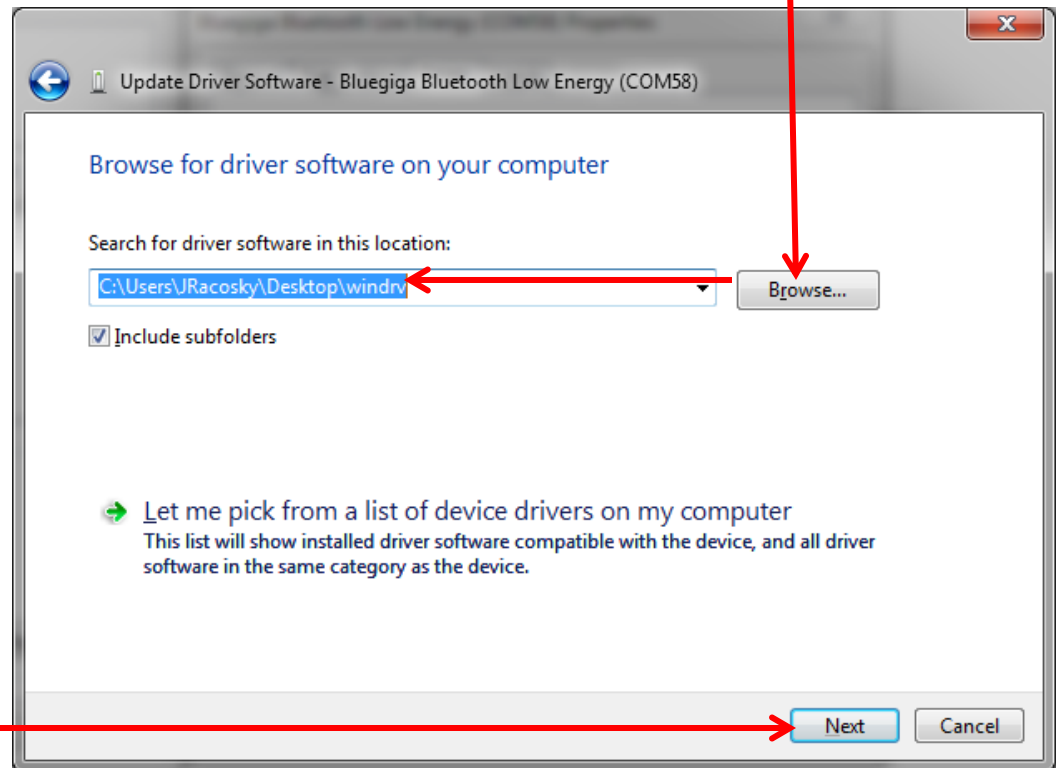 Update Driver Software - Bluegiga Bluetooth Low Energy (COM58)
Browse for driver software on your computer
Search for driver software in this location:
C:\Users\JRacosky\Desktop\windrv
Browse...
Include subfolders
Let me pick from a list of device drivers on my computer
This list will show installed driver software compatible with the device, and all driver
software in the same category as the device.
Next Cancel